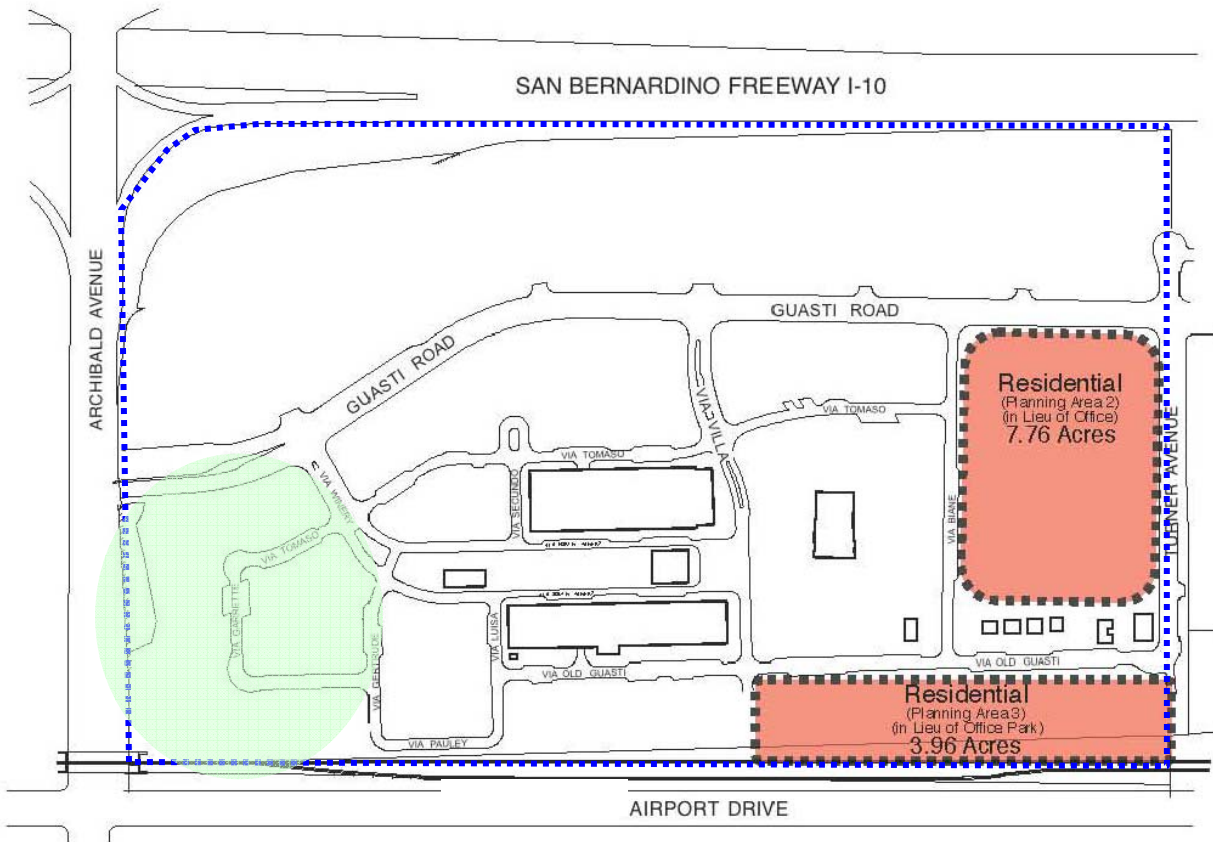 SAN BERNARDINO FREEWAY I-10
ARCHIBALD AVENUE
GUASTI ROAD
GUASTI ROAD
Residential
(Planning Area 2)
(in Lieu of Office)
7.76 Acres
TURNER AVENUE
VIA VILLA
VIA TOMASO
VIA TOMASO
VIA WINERY
VIA SECUNDO
VIA BIANE
VIA TOMASO
VIA GARRIETTE
VIA GERTRUDE
VIA LUISA
VIA OLD GUASTI
VIA OLD GUASTI
Residential
(Planning Area 3)
(in Lieu of Office Park)
3.96 Acres
VIA PAULEY
AIRPORT DRIVE